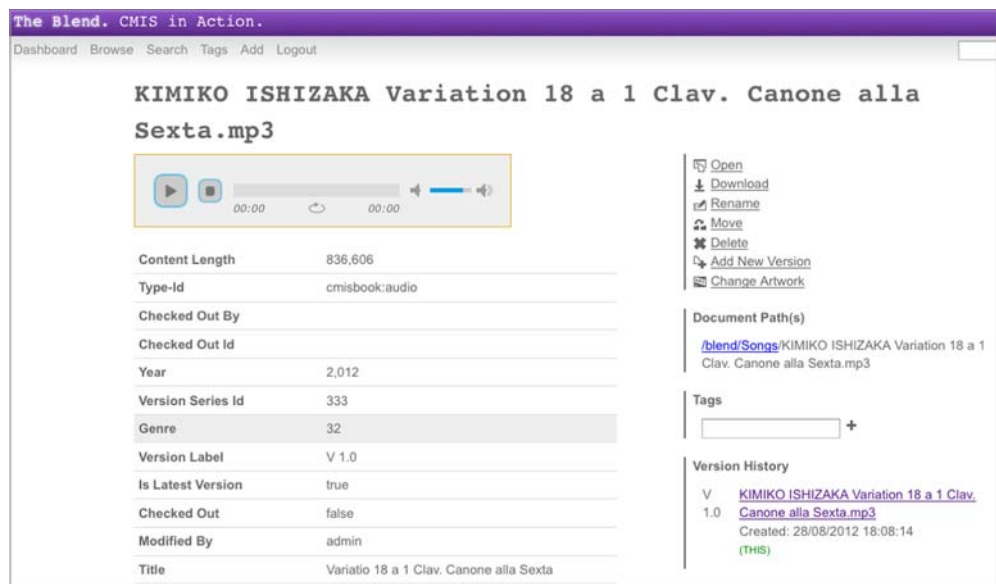 The Blend. CMIS in Action.
Dashboard Browse Search Tags Add Logout
KIMIKO ISHIZAKA Variation 18 a 1 Clav. Canone alla
Sexta.mp3
00:00 00:00
Content Length 836,606
Type-Id cmisbook:audio
Checked Out By
Checked Out Id
Year 2,012
Version Series Id 333
Genre 32
Version Label V 1.0
Is Latest Version true
Checked Out false
Modified By admin
Title Variatio 18 a 1 Clav. Canone alla Sexta
Open
Download
Rename
Move
Delete
Add New Version
Change Artwork
Document Path(s)
/blend/Songs/KIMIKO ISHIZAKA Variation 18 a 1
Clav. Canone alla Sexta.mp3
Tags
Version History
V KIMIKO ISHIZAKA Variation 18 a 1 Clav.
1.0 Canone alla Sexta.mp3
Created: 28/08/2012 18:08:14
(THIS)